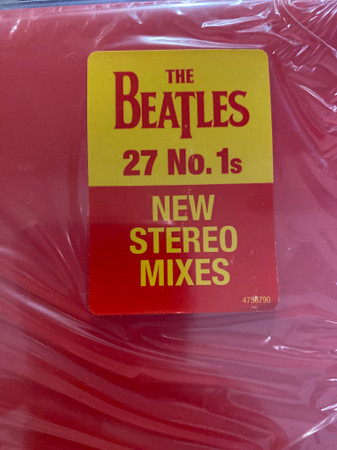 THE
BEATLES
27 No. 1s
NEW
STEREO
MIXES
4756790